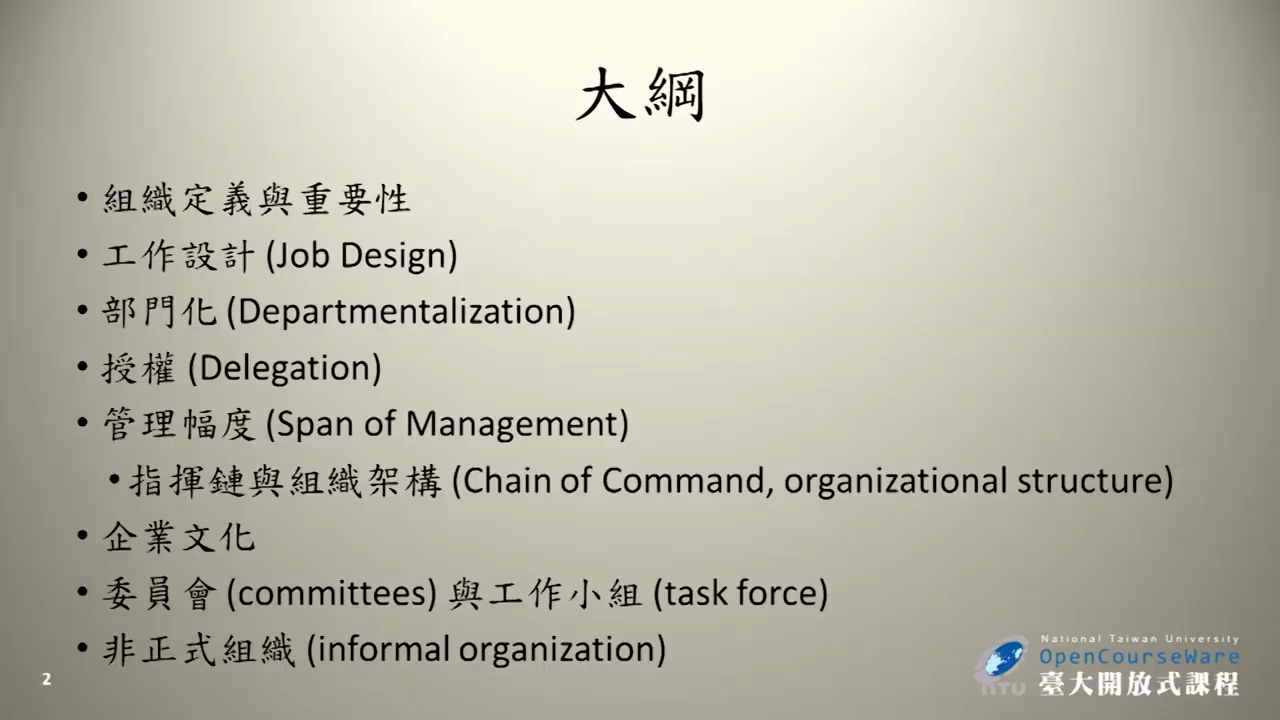 大綱
• 組織定義與重要性
• 工作設計 (Job Design)
• 部門化 (Departmentalization)
• 授權 (Delegation)
• 管理幅度 (Span of Management)
• 指揮鏈與組織架構 (Chain of Command, organizational structure)
• 企業文化
• 委員會 (committees) 與工作小組 (task force)
• 非正式組織 (informal organization)
2
National Taiwan University
OpenCourseWare
NTU
臺大開放式課程